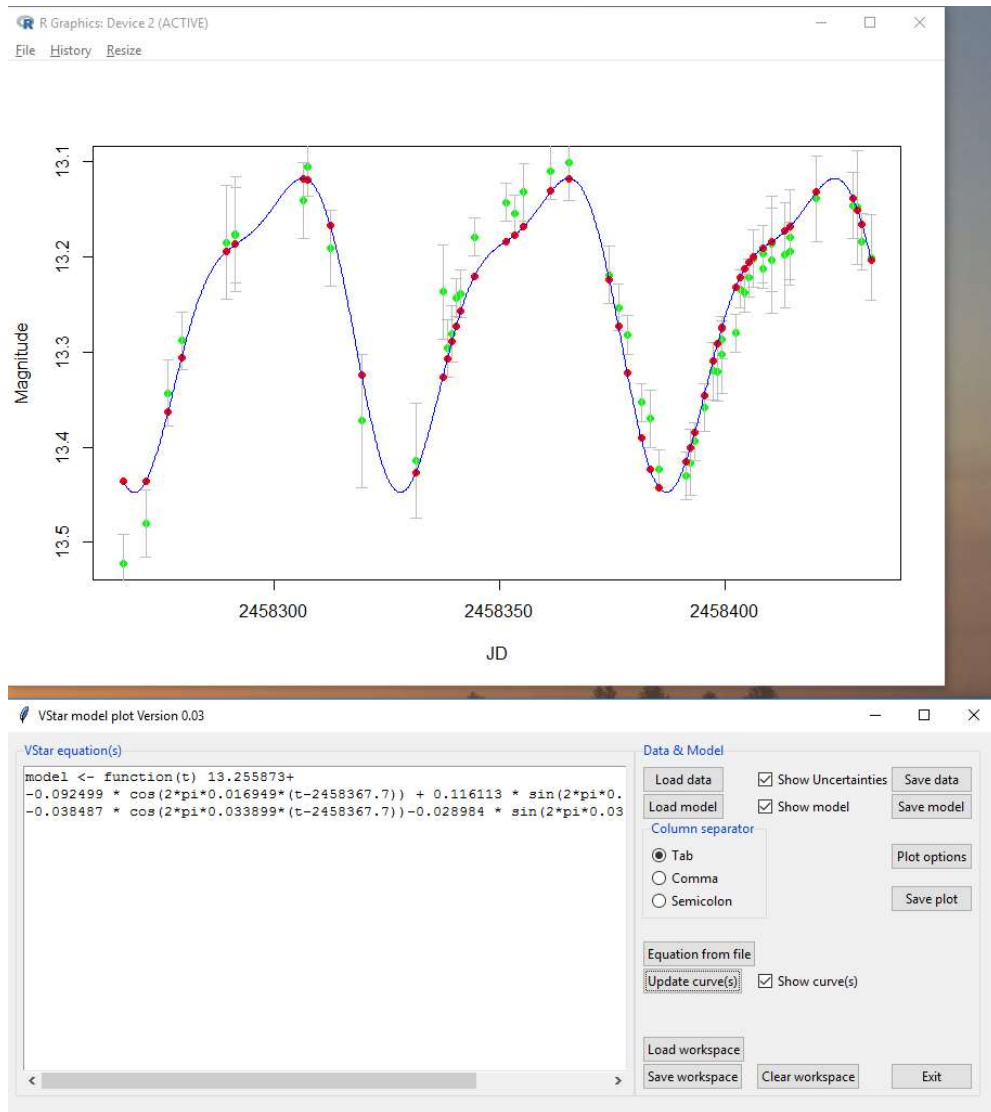 R Graphics: Device 2 (ACTIVE)
File History Resize
13.1
13.2
13.3
13.4
13.5
Magnitude
2458300 2458350 2458400
JD
VStar model plot Version 0.03
VStar equation(s)
model <- function(t) 13.255873+
-0.092499 * cos(2*pi*0.016949*(t-2458367.7)) + 0.116113 * sin(2*pi*0.
-0.038487 * cos(2*pi*0.033899*(t-2458367.7))-0.028984 * sin(2*pi*0.03
Data & Model
Load data Show Uncertainties Save data
Load model Show model Save model
Column separator
Tab Plot options
Comma
Semicolon Save plot
Equation from file
Update curve(s) Show curve(s)
Load workspace
Save workspace Clear workspace Exit